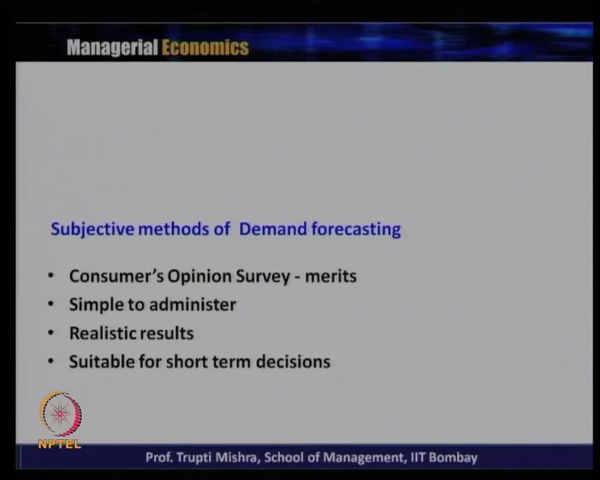 Managerial Economics
Subjective methods of Demand forecasting
• Consumer's Opinion Survey - merits
• Simple to administer
• Realistic results
• Suitable for short term decisions
NPTEL
Prof. Trupti Mishra, School of Management, IIT Bombay